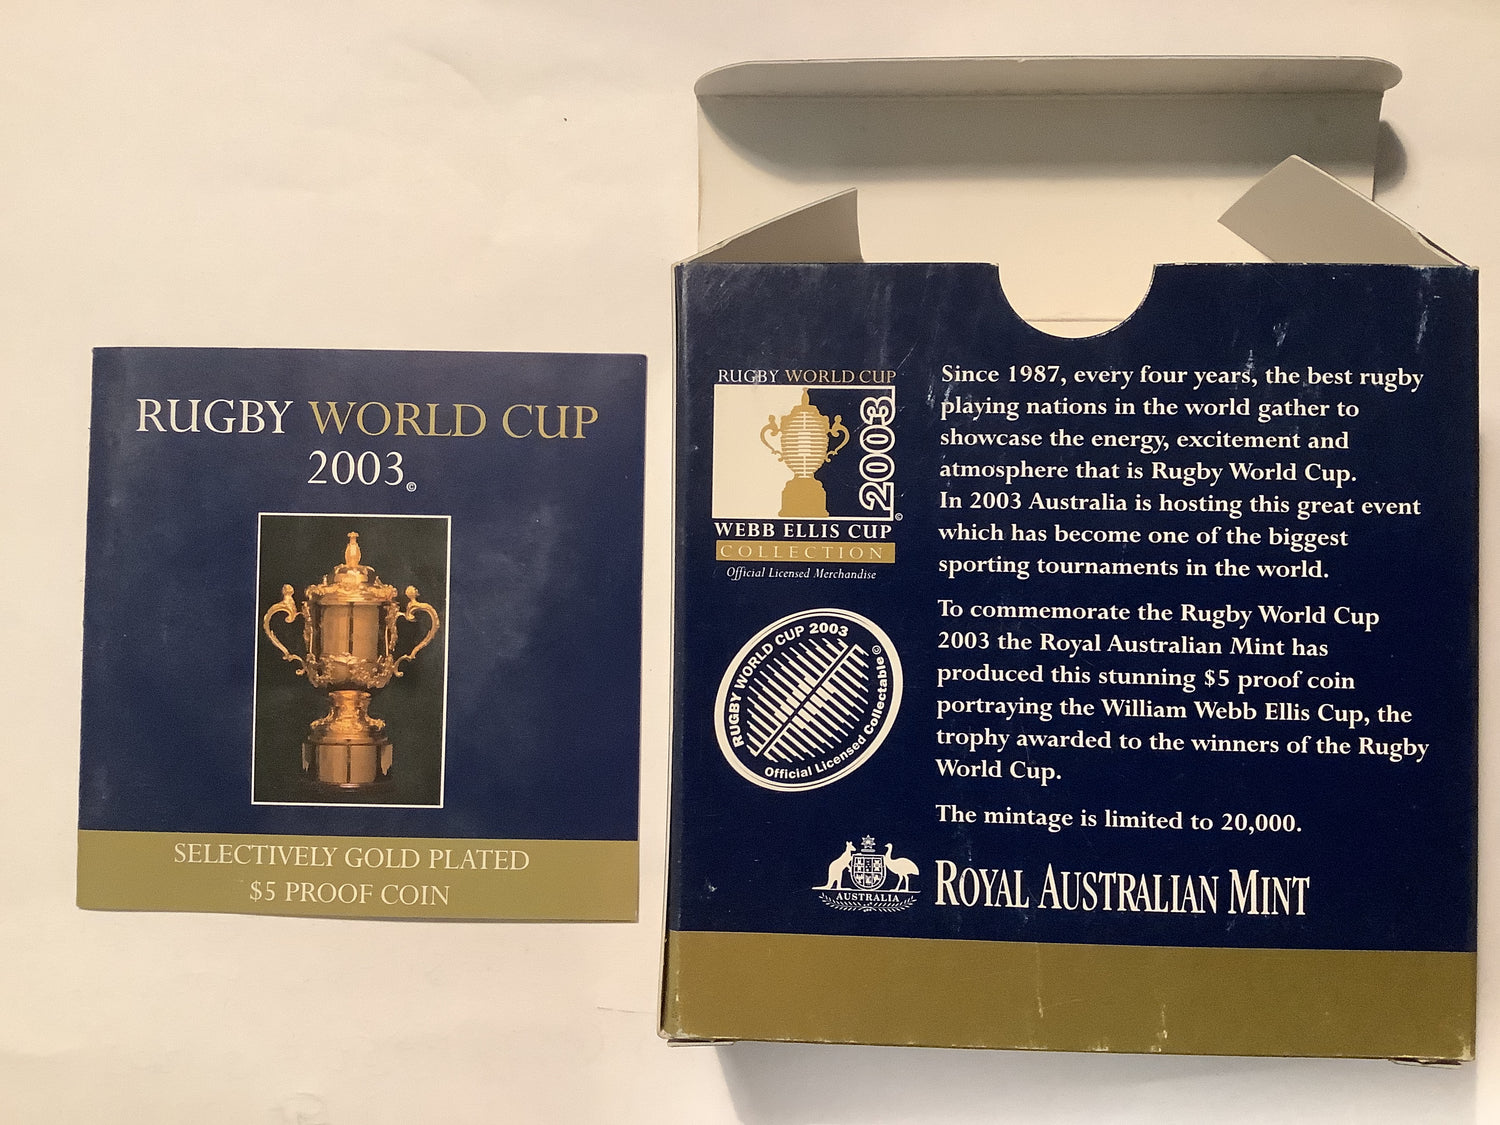 RUGBY WORLD CUP
2003©
SELECTIVELY GOLD PLATED
$5 PROOF COIN
RUGBY WORLD CUP
2003©
WEBB ELLIS CUP
COLLECTION
Official Licensed Merchandise
RUGBY WORLD CUP 2003©
Official Licensed Collectable
Since 1987, every four years, the best rugby
playing nations in the world gather to
showcase the energy, excitement and
atmosphere that is Rugby World Cup.
In 2003 Australia is hosting this great event
which has become one of the biggest
sporting tournaments in the world.
To commemorate the Rugby World Cup
2003 the Royal Australian Mint has
produced this stunning $5 proof coin
portraying the William Webb Ellis Cup, the
trophy awarded to the winners of the Rugby
World Cup.
The mintage is limited to 20,000.
AUSTRALIA
ROYAL AUSTRALIAN MINT